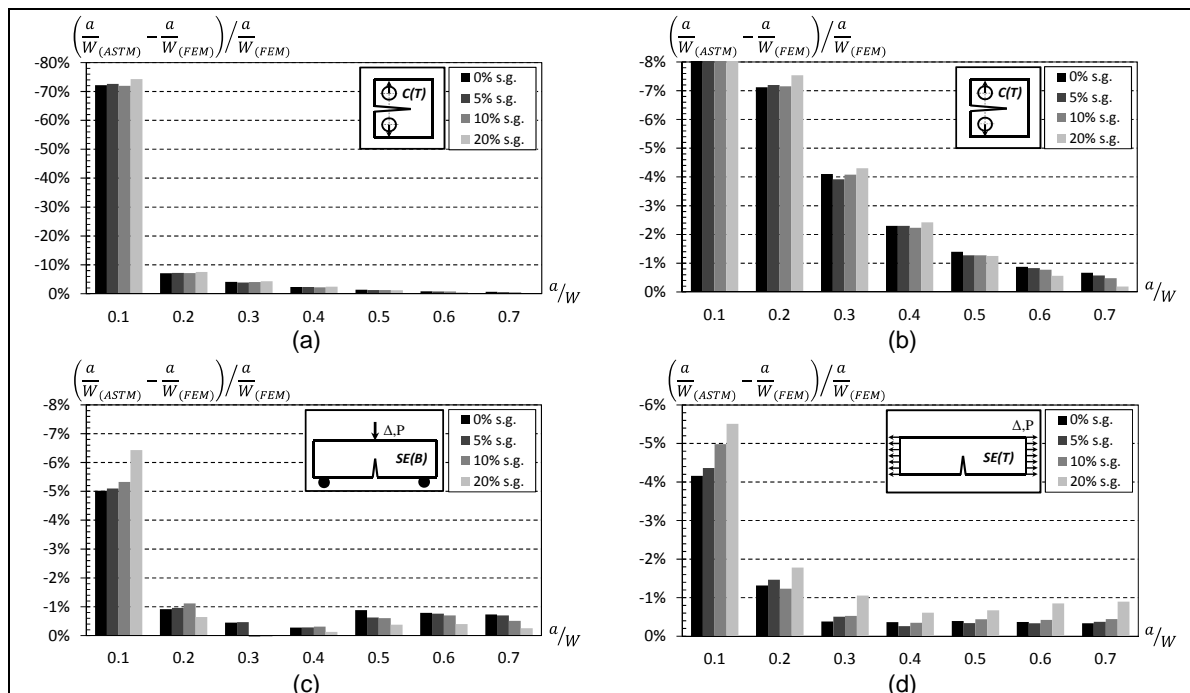 (a/W(ASTM) − a/W(FEM))/a/W(FEM)
-80%
-70%
-60%
-50%
-40%
-30%
-20%
-10%
0%
C(T)
0% s.g.
5% s.g.
10% s.g.
20% s.g.
0.1 0.2 0.3 0.4 0.5 0.6 0.7
a/W
(a)
(a/W(ASTM) − a/W(FEM))/a/W(FEM)
-8%
-7%
-6%
-5%
-4%
-3%
-2%
-1%
0%
C(T)
0% s.g.
5% s.g.
10% s.g.
20% s.g.
0.1 0.2 0.3 0.4 0.5 0.6 0.7
a/W
(b)
(a/W(ASTM) − a/W(FEM))/a/W(FEM)
-8%
-7%
-6%
-5%
-4%
-3%
-2%
-1%
0%
Δ,P
SE(B)
0% s.g.
5% s.g.
10% s.g.
20% s.g.
0.1 0.2 0.3 0.4 0.5 0.6 0.7
a/W
(c)
(a/W(ASTM) − a/W(FEM))/a/W(FEM)
-6%
-5%
-4%
-3%
-2%
-1%
0%
Δ,P
SE(T)
0% s.g.
5% s.g.
10% s.g.
20% s.g.
0.1 0.2 0.3 0.4 0.5 0.6 0.7
a/W
(d)